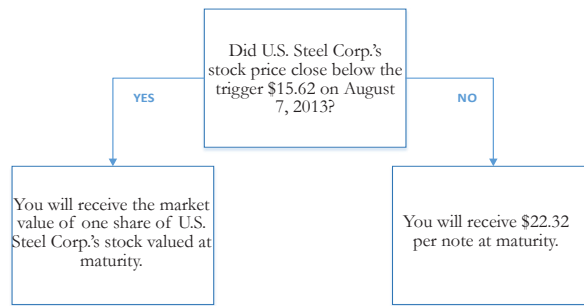 Did U.S. Steel Corp.'s
stock price close below the
trigger $15.62 on August
7, 2013?
YES
NO
You will receive the market
value of one share of U.S.
Steel Corp.'s stock valued at
maturity.
You will receive $22.32
per note at maturity.